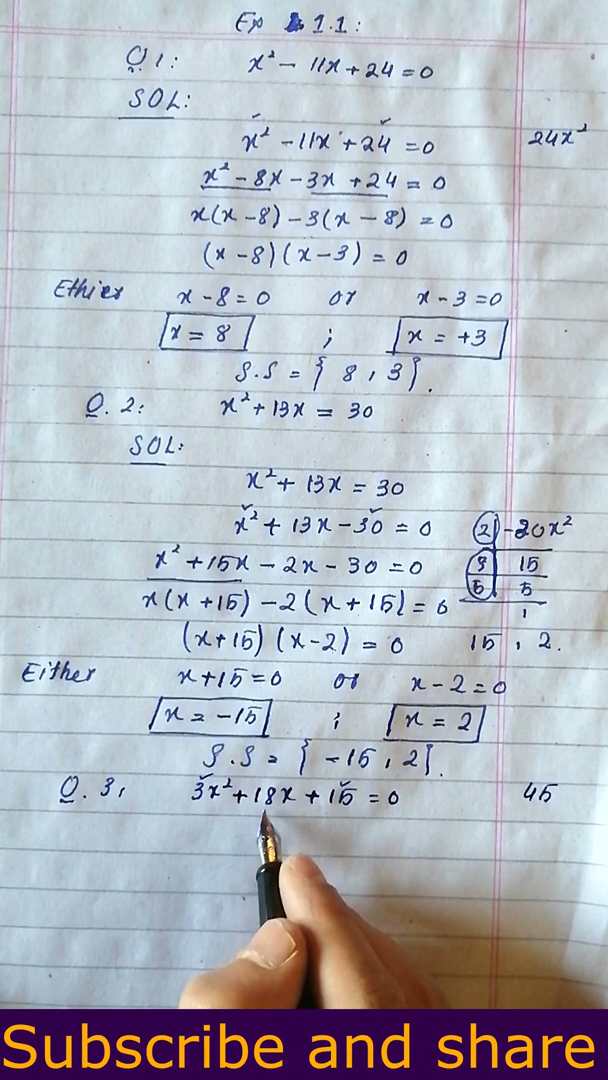 Ex 1.1:
Q1: x² - 11x + 24 = 0
SOL:
x² - 11x + 24 = 0 24x²
x² - 8x - 3x + 24 = 0
x(x - 8) - 3(x - 8) = 0
(x - 8)(x - 3) = 0
Ethier x - 8 = 0 or x - 3 = 0
x = 8 ; x = +3
S.S = { 8 , 3 }.
Q. 2: x² + 13x = 30
SOL:
x² + 13x = 30
x² + 13x - 30 = 0 2 -30x²
x² + 15x - 2x - 30 = 0 3 15
x(x + 15) - 2(x + 15) = 0 5 5
1
(x + 15)(x - 2) = 0 15 , 2.
Either x + 15 = 0 or x - 2 = 0
x = -15 ; x = 2
S.S = { -15 , 2 }.
Q. 3, 3x² + 18x + 15 = 0 45
Subscribe and share